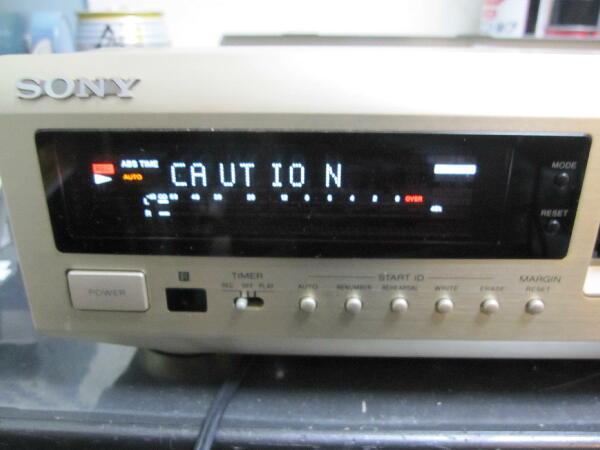 SONY
REC ABS TIME
AUTO
CAUTION
OVER
MODE
RESET
POWER
TIMER
REC OFF PLAY
START ID
AUTO RENUMBER REHEARSAL WRITE ERASE
MARGIN
RESET